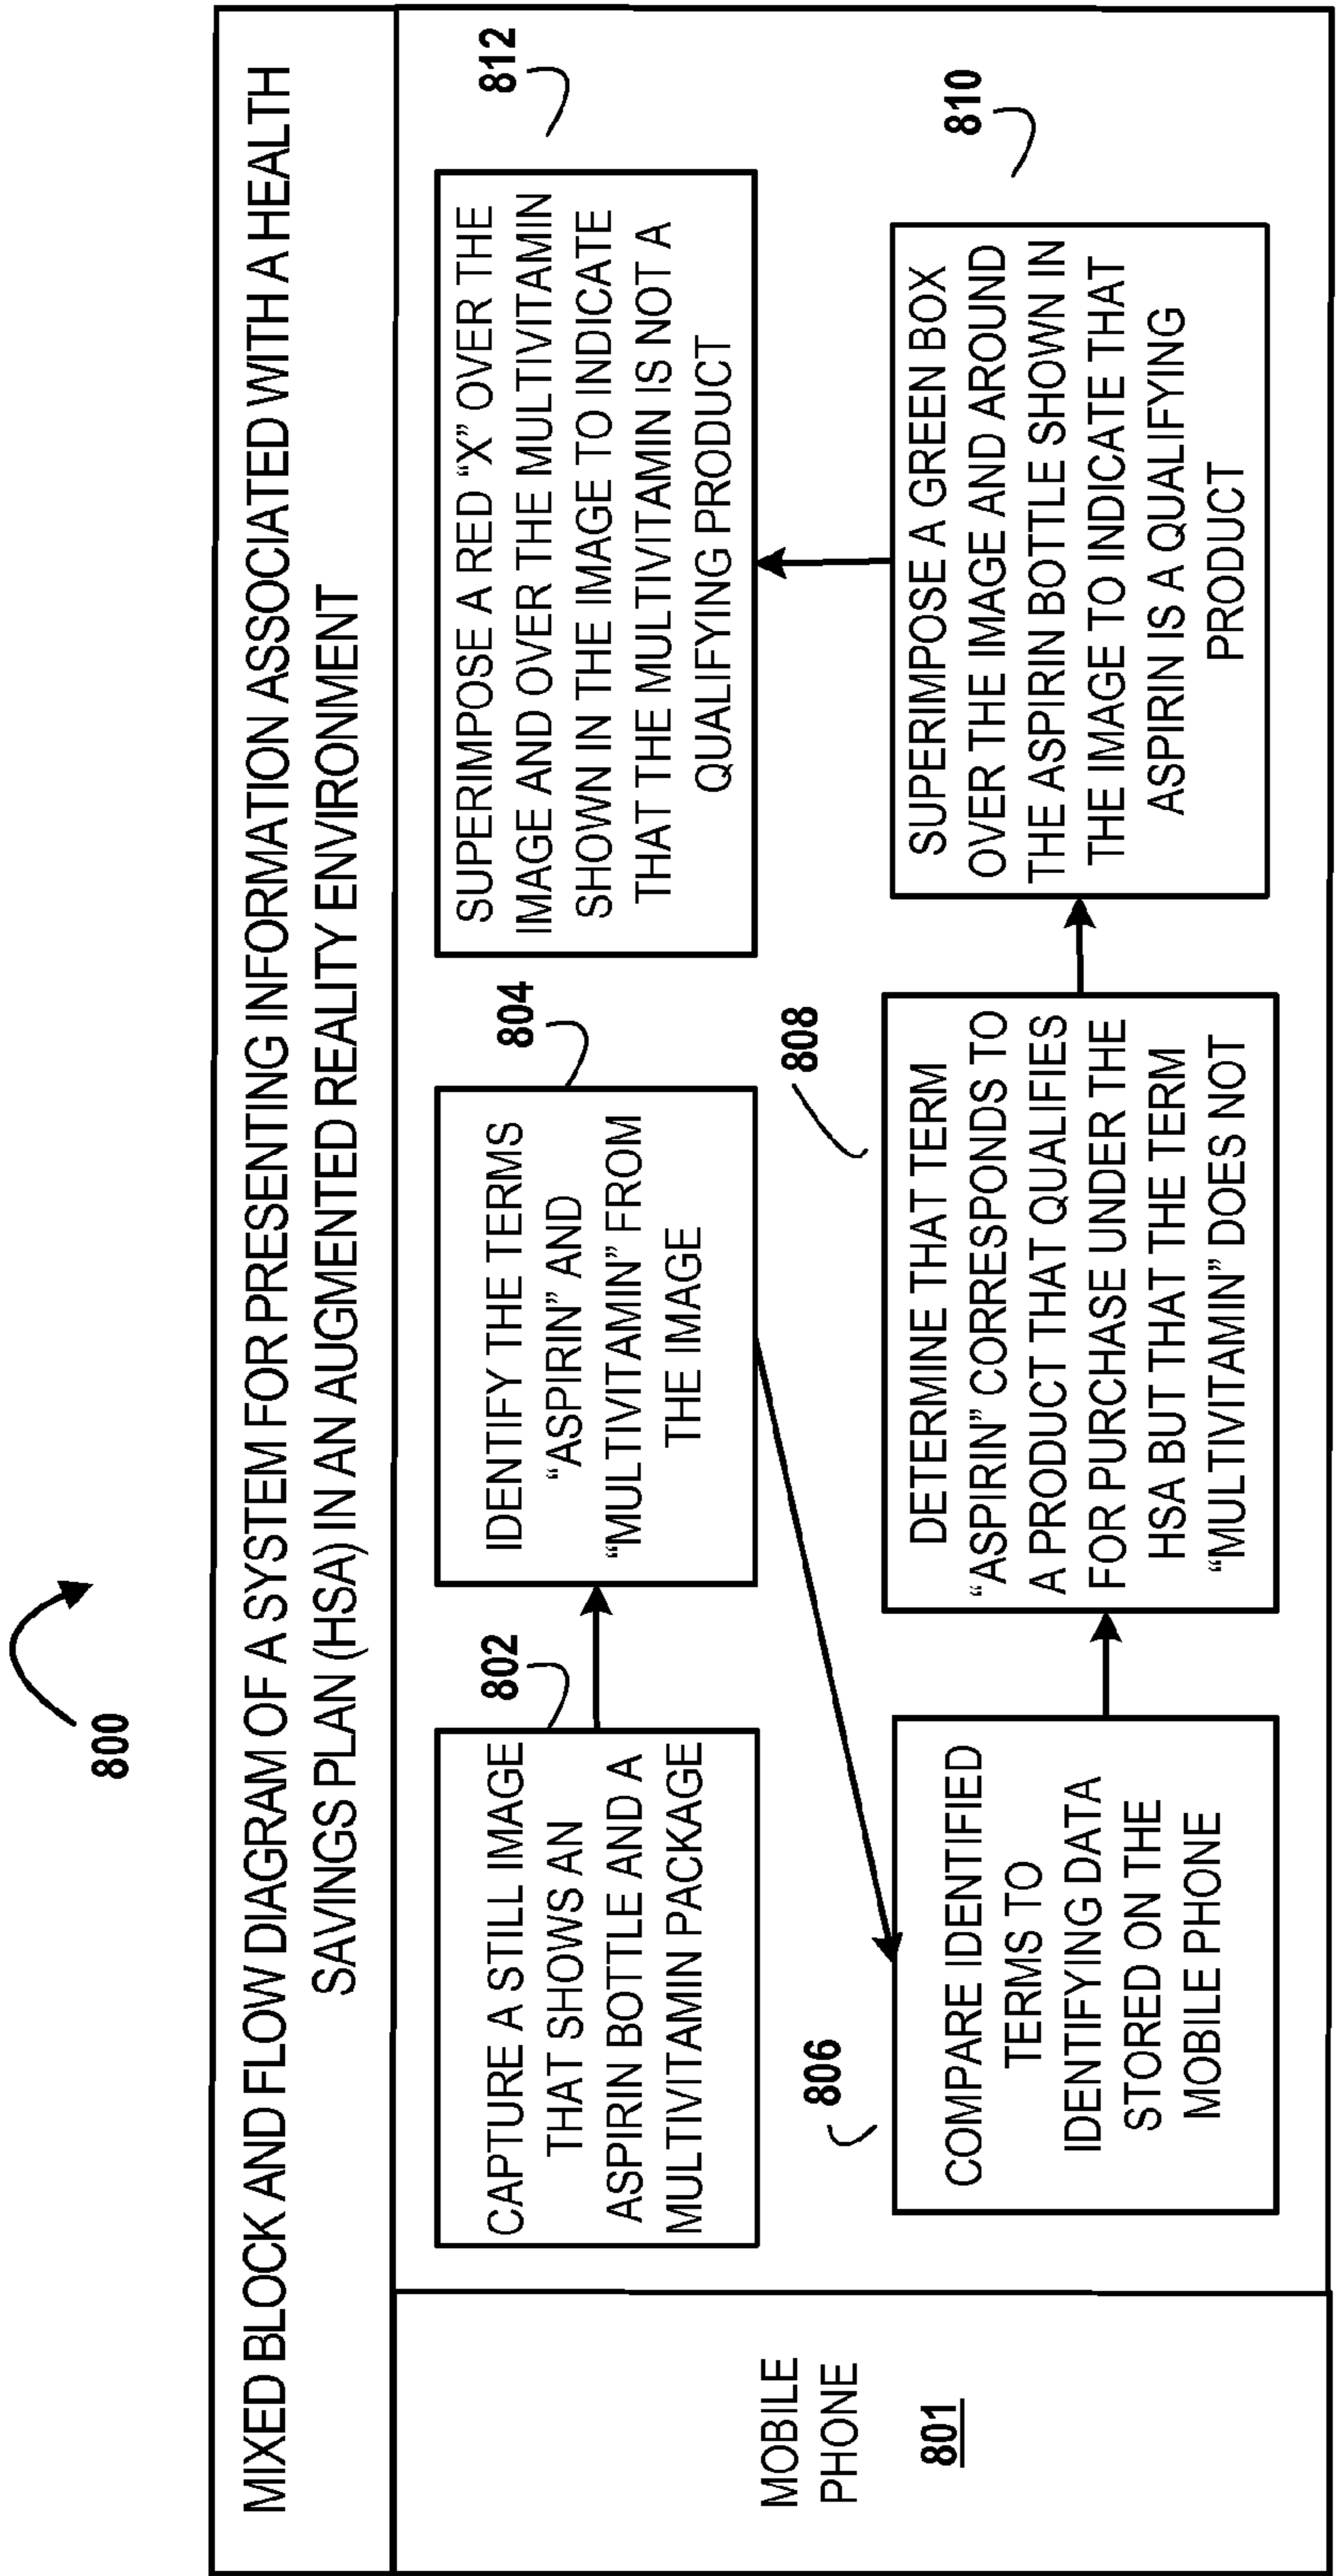 800
MIXED BLOCK AND FLOW DIAGRAM OF A SYSTEM FOR PRESENTING INFORMATION ASSOCIATED WITH A HEALTH
SAVINGS PLAN (HSA) IN AN AUGMENTED REALITY ENVIRONMENT
MOBILE
PHONE
801
802
CAPTURE A STILL IMAGE
THAT SHOWS AN
ASPIRIN BOTTLE AND A
MULTIVITAMIN PACKAGE
804
IDENTIFY THE TERMS
“ASPIRIN” AND
“MULTIVITAMIN” FROM
THE IMAGE
806
COMPARE IDENTIFIED
TERMS TO
IDENTIFYING DATA
STORED ON THE
MOBILE PHONE
808
DETERMINE THAT TERM
“ASPIRIN” CORRESPONDS TO
A PRODUCT THAT QUALIFIES
FOR PURCHASE UNDER THE
HSA BUT THAT THE TERM
“MULTIVITAMIN” DOES NOT
810
SUPERIMPOSE A GREEN BOX
OVER THE IMAGE AND AROUND
THE ASPIRIN BOTTLE SHOWN IN
THE IMAGE TO INDICATE THAT
ASPIRIN IS A QUALIFYING
PRODUCT
812
SUPERIMPOSE A RED “X” OVER THE
IMAGE AND OVER THE MULTIVITAMIN
SHOWN IN THE IMAGE TO INDICATE
THAT THE MULTIVITAMIN IS NOT A
QUALIFYING PRODUCT